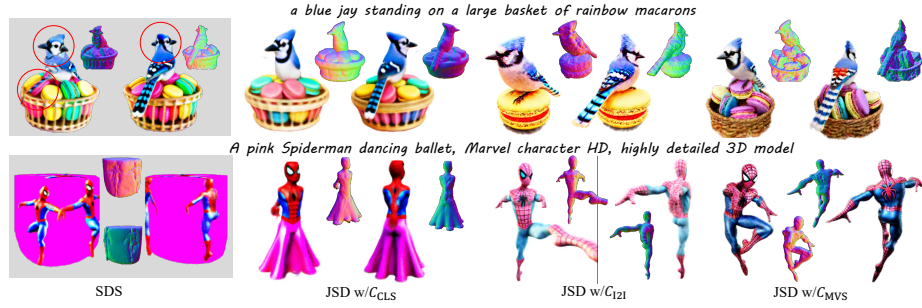 a blue jay standing on a large basket of rainbow macarons
A pink Spiderman dancing ballet, Marvel character HD, highly detailed 3D model
SDS
JSD w/C_CLS
JSD w/C_I2I
JSD w/C_MVS